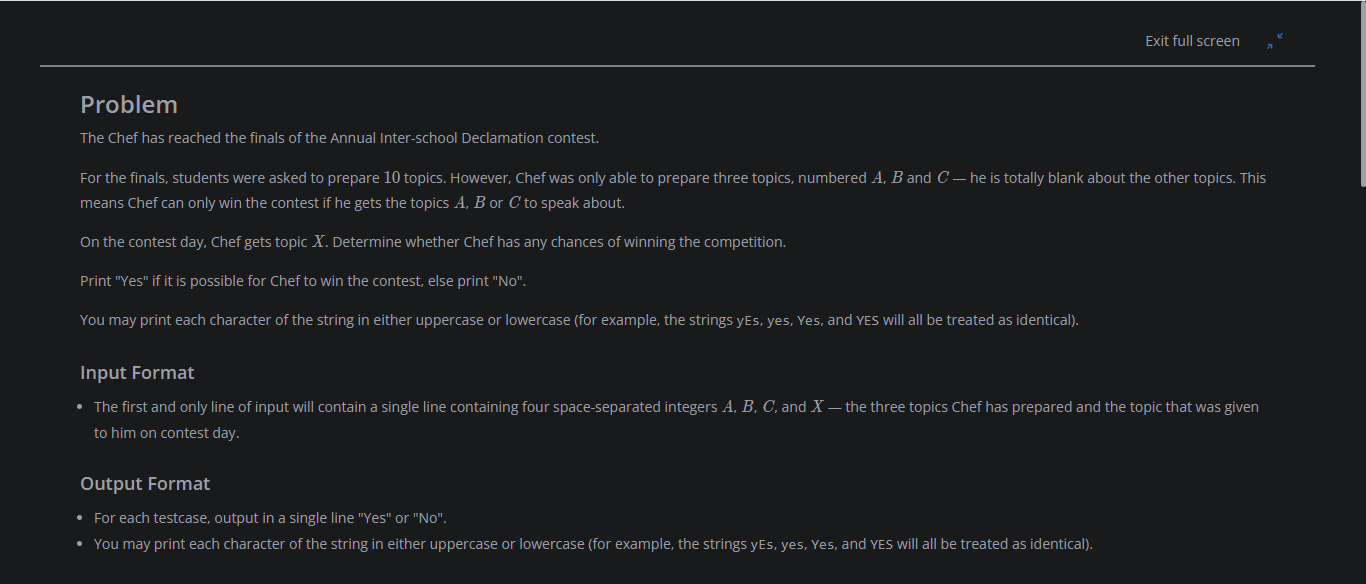 Exit full screen
Problem
The Chef has reached the finals of the Annual Inter-school Declamation contest.
For the finals, students were asked to prepare 10 topics. However, Chef was only able to prepare three topics, numbered A, B and C — he is totally blank about the other topics. This
means Chef can only win the contest if he gets the topics A, B or C to speak about.
On the contest day, Chef gets topic X. Determine whether Chef has any chances of winning the competition.
Print "Yes" if it is possible for Chef to win the contest, else print "No".
You may print each character of the string in either uppercase or lowercase (for example, the strings yEs, yes, Yes, and YES will all be treated as identical).
Input Format
• The first and only line of input will contain a single line containing four space-separated integers A, B, C, and X — the three topics Chef has prepared and the topic that was given
to him on contest day.
Output Format
• For each testcase, output in a single line "Yes" or "No".
• You may print each character of the string in either uppercase or lowercase (for example, the strings yEs, yes, Yes, and YES will all be treated as identical).